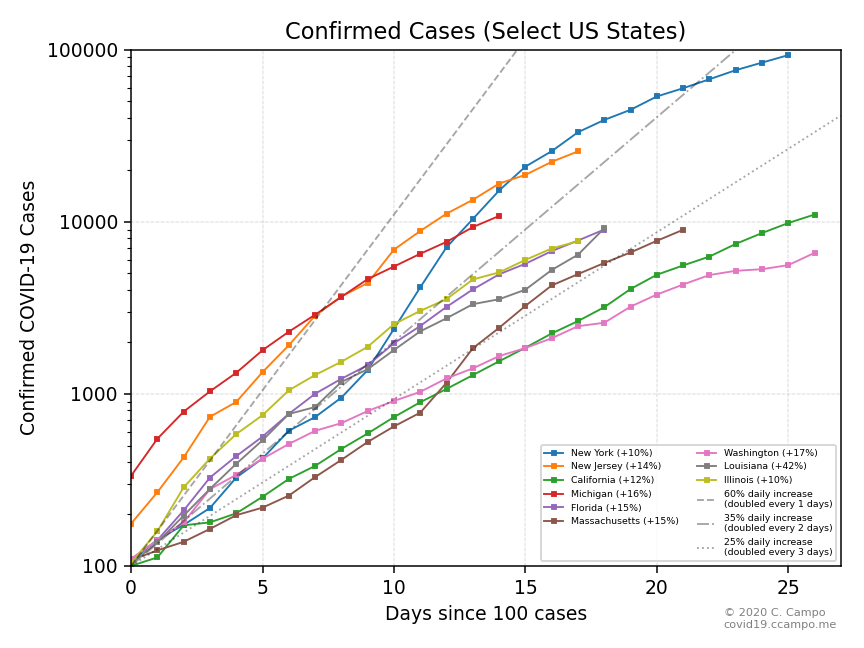 Confirmed Cases (Select US States)
Confirmed COVID-19 Cases
100000
10000
1000
100
0
5
10
15
20
25
Days since 100 cases
New York (+10%)
New Jersey (+14%)
California (+12%)
Michigan (+16%)
Florida (+15%)
Massachusetts (+15%)
Washington (+17%)
Louisiana (+42%)
Illinois (+10%)
60% daily increase
(doubled every 1 days)
35% daily increase
(doubled every 2 days)
25% daily increase
(doubled every 3 days)
© 2020 C. Campo
covid19.ccampo.me